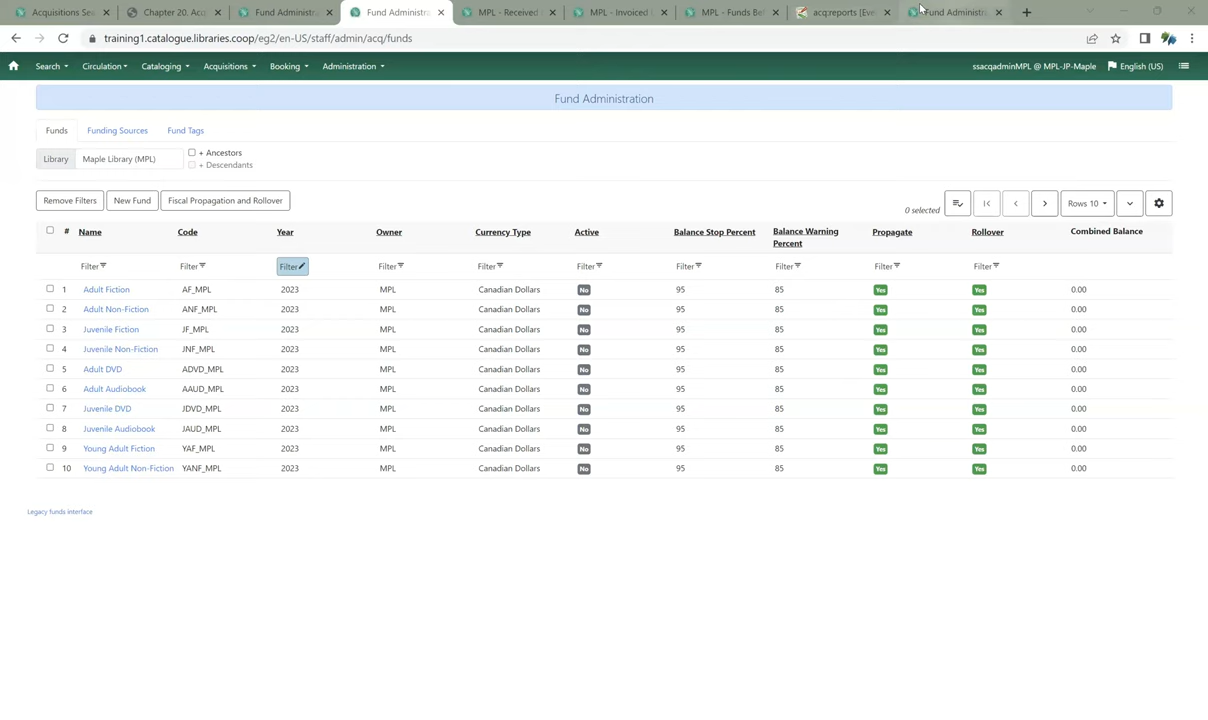 Acquisitions Se
Chapter 20. Acq
Fund Administra
Fund Administra
MPL - Received
MPL - Invoiced
MPL - Funds Be
acq:reports [Eve
Fund Administra
training1.catalogue.libraries.coop/eg2/en-US/staff/admin/acq/funds
Search Circulation Cataloging Acquisitions Booking Administration ssacqadminMPL @ MPL-JP-Maple English (US)
Fund Administration
Funds Funding Sources Fund Tags
Library Maple Library (MPL) + Ancestors
+ Descendants
Remove Filters New Fund Fiscal Propagation and Rollover 0 selected Rows 10
# Name Code Year Owner Currency Type Active Balance Stop Percent Balance Warning Percent Propagate Rollover Combined Balance
Filter Filter Filter Filter Filter Filter Filter Filter Filter Filter
1 Adult Fiction AF_MPL 2023 MPL Canadian Dollars No 95 85 Yes Yes 0.00
2 Adult Non-Fiction ANF_MPL 2023 MPL Canadian Dollars No 95 85 Yes Yes 0.00
3 Juvenile Fiction JF_MPL 2023 MPL Canadian Dollars No 95 85 Yes Yes 0.00
4 Juvenile Non-Fiction JNF_MPL 2023 MPL Canadian Dollars No 95 85 Yes Yes 0.00
5 Adult DVD ADVD_MPL 2023 MPL Canadian Dollars No 95 85 Yes Yes 0.00
6 Adult Audiobook AAUD_MPL 2023 MPL Canadian Dollars No 95 85 Yes Yes 0.00
7 Juvenile DVD JDVD_MPL 2023 MPL Canadian Dollars No 95 85 Yes Yes 0.00
8 Juvenile Audiobook JAUD_MPL 2023 MPL Canadian Dollars No 95 85 Yes Yes 0.00
9 Young Adult Fiction YAF_MPL 2023 MPL Canadian Dollars No 95 85 Yes Yes 0.00
10 Young Adult Non-Fiction YANF_MPL 2023 MPL Canadian Dollars No 95 85 Yes Yes 0.00
Legacy funds interface